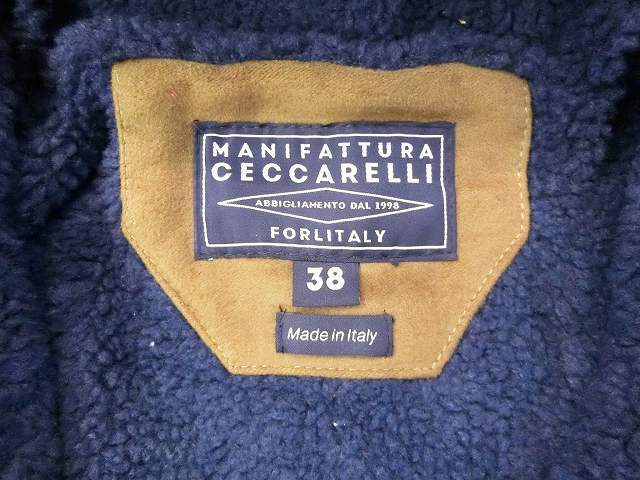 MANIFATTURA
CECCARELLI
ABBIGLIAMENTO DAL 1998
FORLITALY
38
Made in Italy